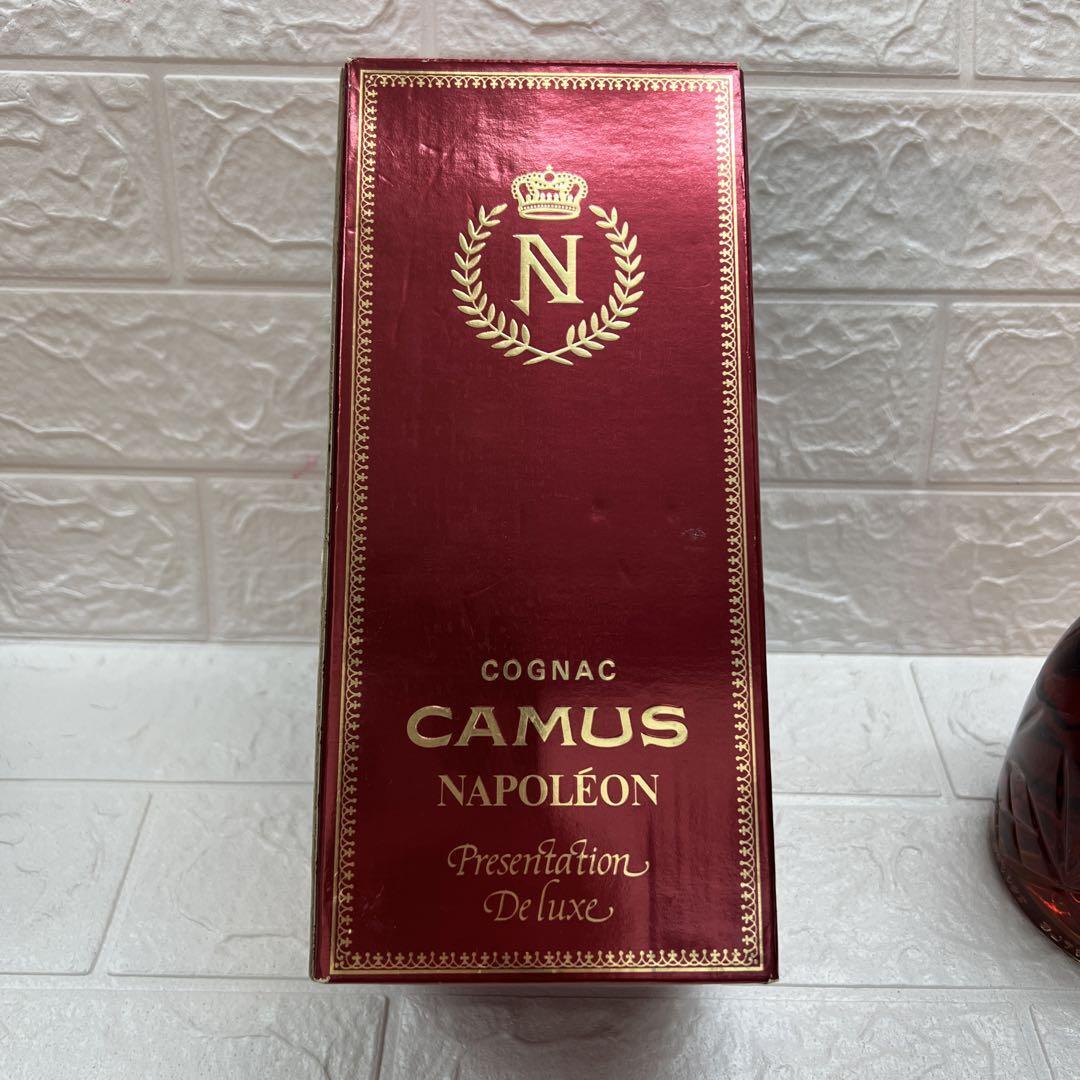 N
COGNAC
CAMUS
NAPOLÉON
Presentation
De luxe